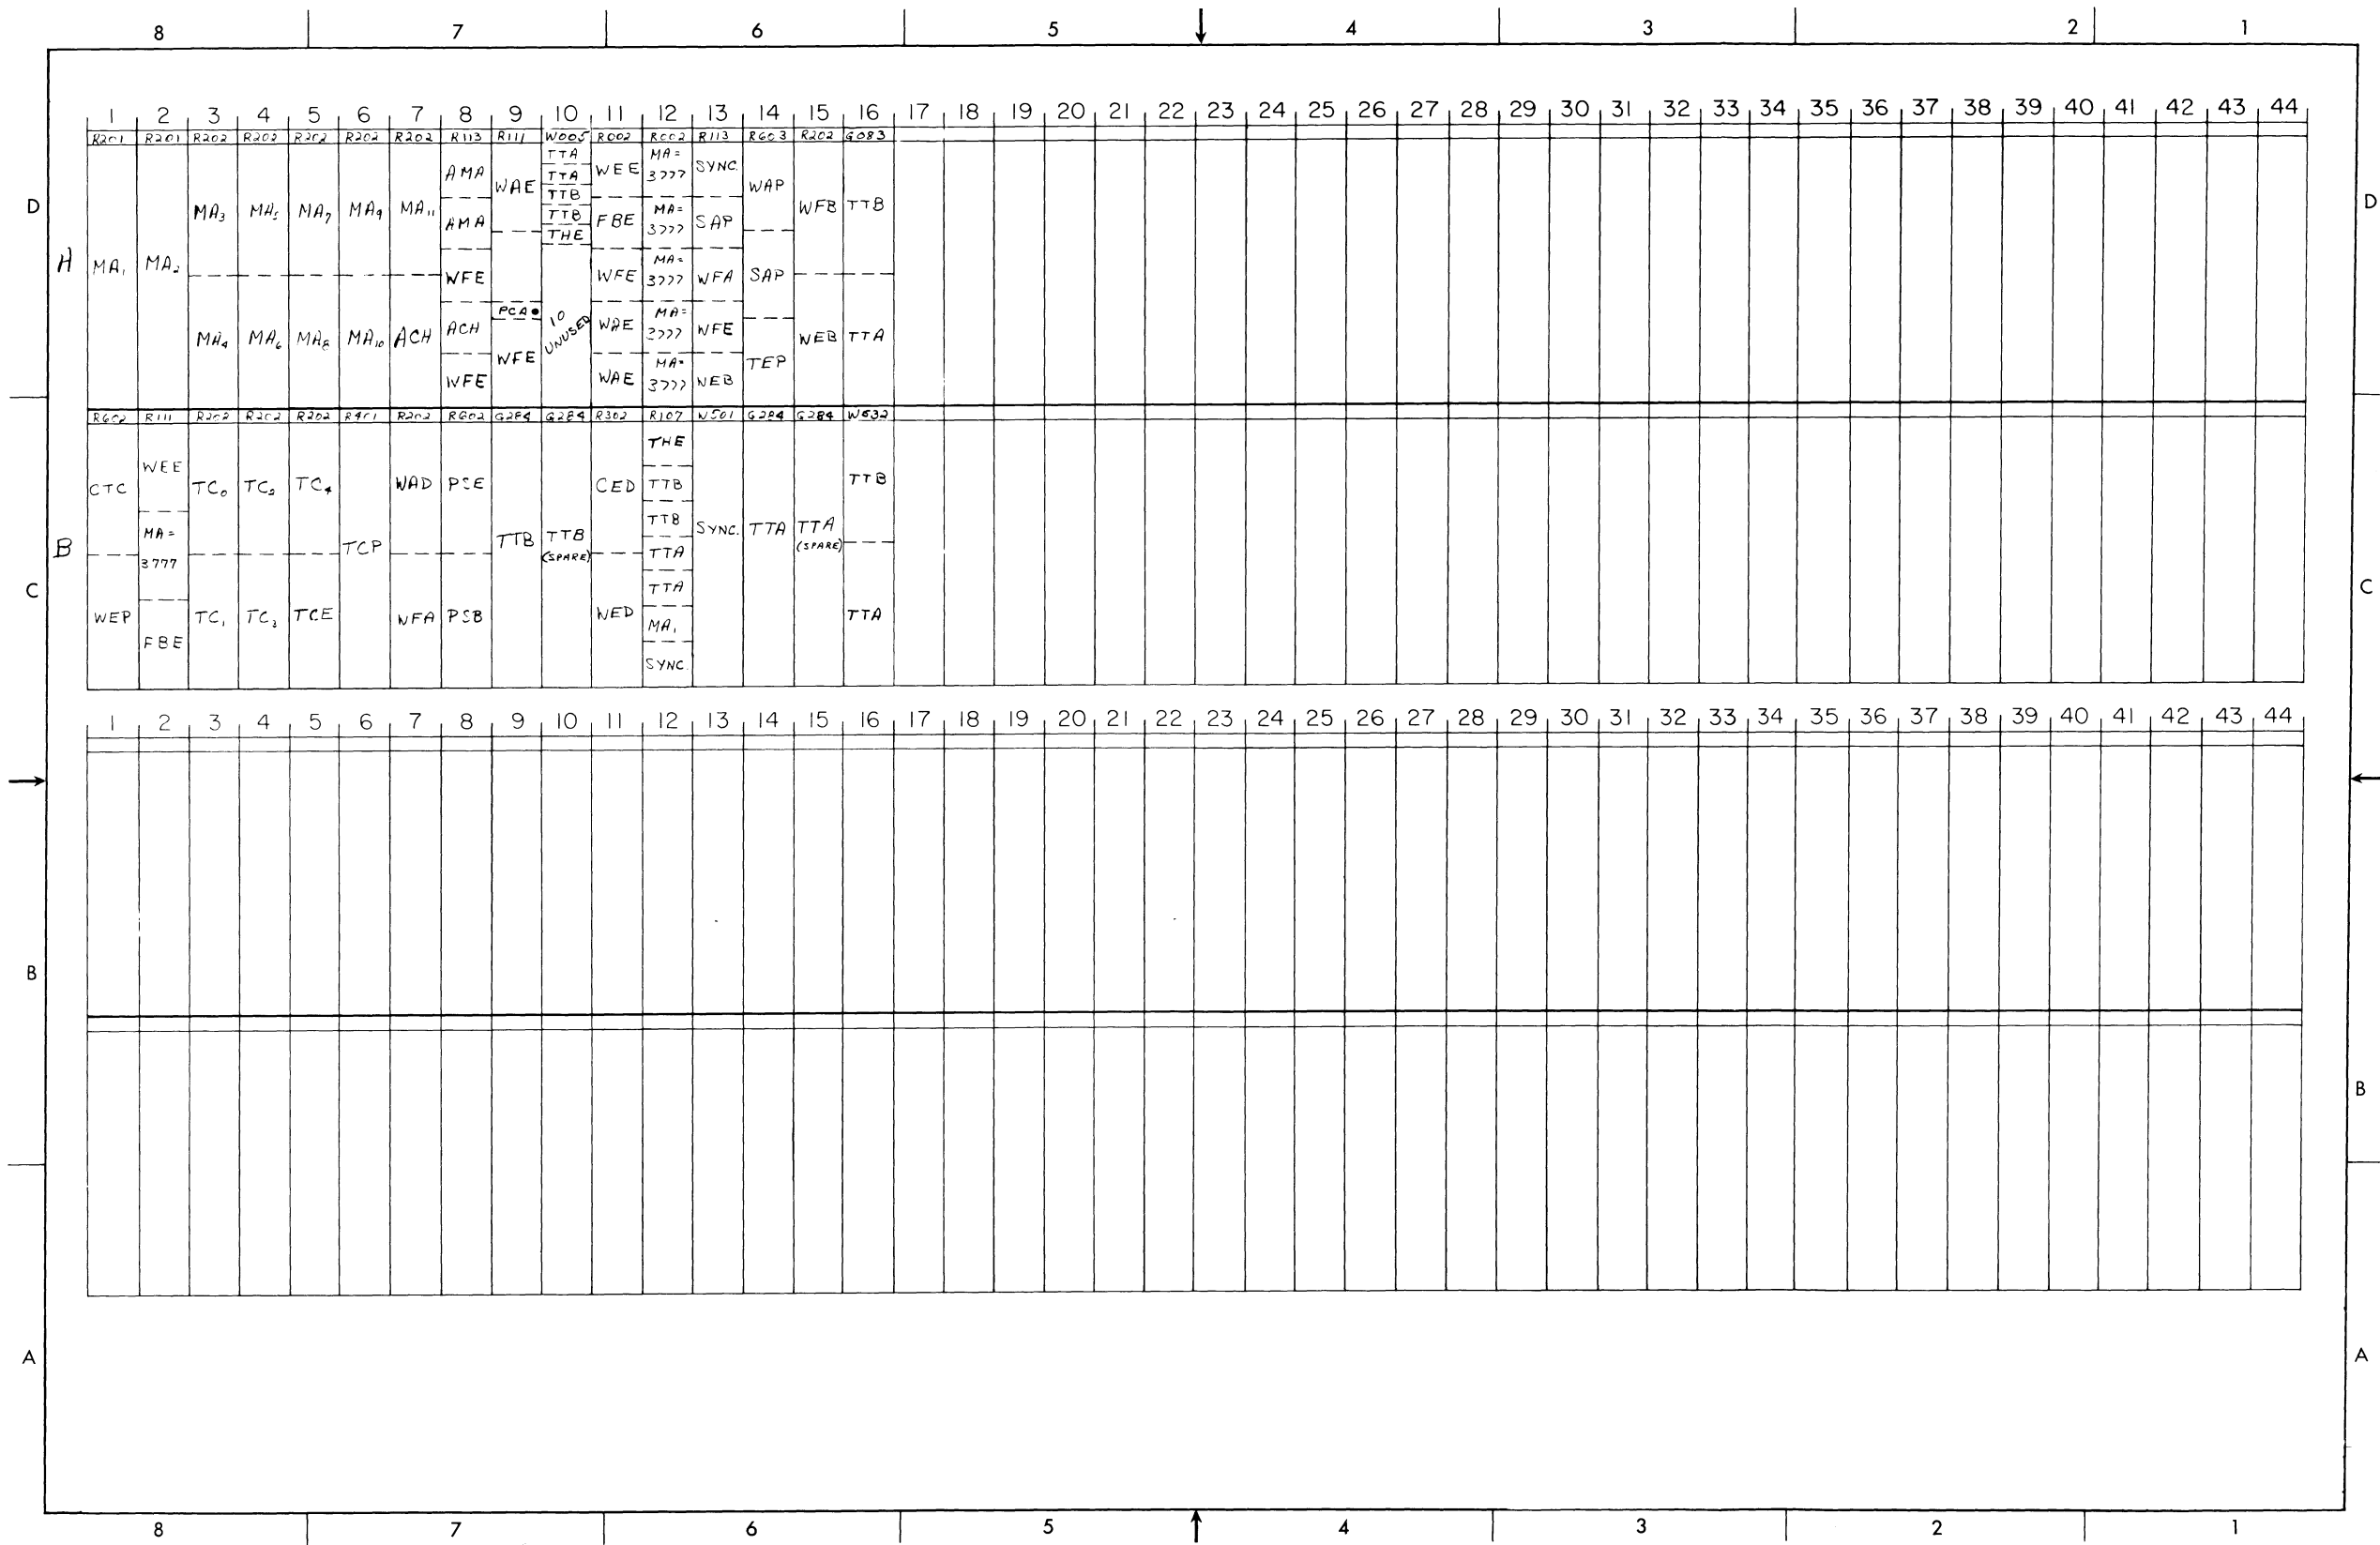 8 7 6 5 4 3 2 1
1 2 3 4 5 6 7 8 9 10 11 12 13 14 15 16 17 18 19 20 21 22 23 24 25 26 27 28 29 30 31 32 33 34 35 36 37 38 39 40 41 42 43 44
R201 R201 R202 R202 R202 R202 R202 R113 R111 W005 R002 R002 R113 R603 R202 G083
D
H
MA₁
MA₂
MA₃
MA₄
MA₅
MA₆
MA₇
MA₈
MA₉
MA₁₀
MA₁₁
ACH
AMA
AMA
WFE
ACH
WFE
WAE
PCA
WFE
TTA
TTA
TTB
TTB
THE
10
UNUSED
WEE
FBE
WFE
WAE
WAE
MA=
3777
MA=
3777
MA=
3777
MA=
3777
MA=
3777
SYNC.
SAP
WFA
WFE
WEB
WAP
SAP
TEP
WFB
WEB
TTB
TTA
D
R602 R111 R202 R202 R202 R401 R202 R602 G284 G284 R302 R107 W501 G284 G284 W532
B
C
CTC
WEP
WEE
MA=
3777
FBE
TC₀
TC₁
TC₂
TC₃
TC₄
TCE
TCP
WAD
WFA
PSE
PSB
TTB
TTB
(SPARE)
CED
WED
THE
TTB
TTB
TTA
TTA
MA₁
SYNC.
SYNC.
TTA
TTA
(SPARE)
TTB
TTA
C
1 2 3 4 5 6 7 8 9 10 11 12 13 14 15 16 17 18 19 20 21 22 23 24 25 26 27 28 29 30 31 32 33 34 35 36 37 38 39 40 41 42 43 44
B
B
A
A
8 7 6 5 4 3 2 1